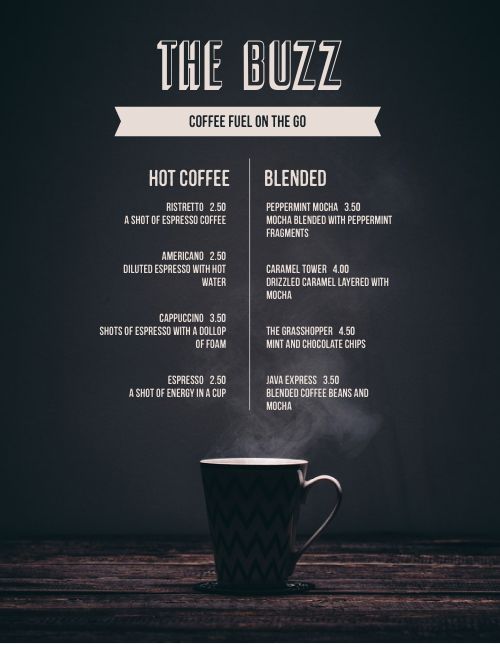 THE BUZZ
COFFEE FUEL ON THE GO
HOT COFFEE
RISTRETTO 2.50
A SHOT OF ESPRESSO COFFEE
AMERICANO 2.50
DILUTED ESPRESSO WITH HOT
WATER
CAPPUCCINO 3.50
SHOTS OF ESPRESSO WITH A DOLLOP
OF FOAM
ESPRESSO 2.50
A SHOT OF ENERGY IN A CUP
BLENDED
PEPPERMINT MOCHA 3.50
MOCHA BLENDED WITH PEPPERMINT
FRAGMENTS
CARAMEL TOWER 4.00
DRIZZLED CARAMEL LAYERED WITH
MOCHA
THE GRASSHOPPER 4.50
MINT AND CHOCOLATE CHIPS
JAVA EXPRESS 3.50
BLENDED COFFEE BEANS AND
MOCHA